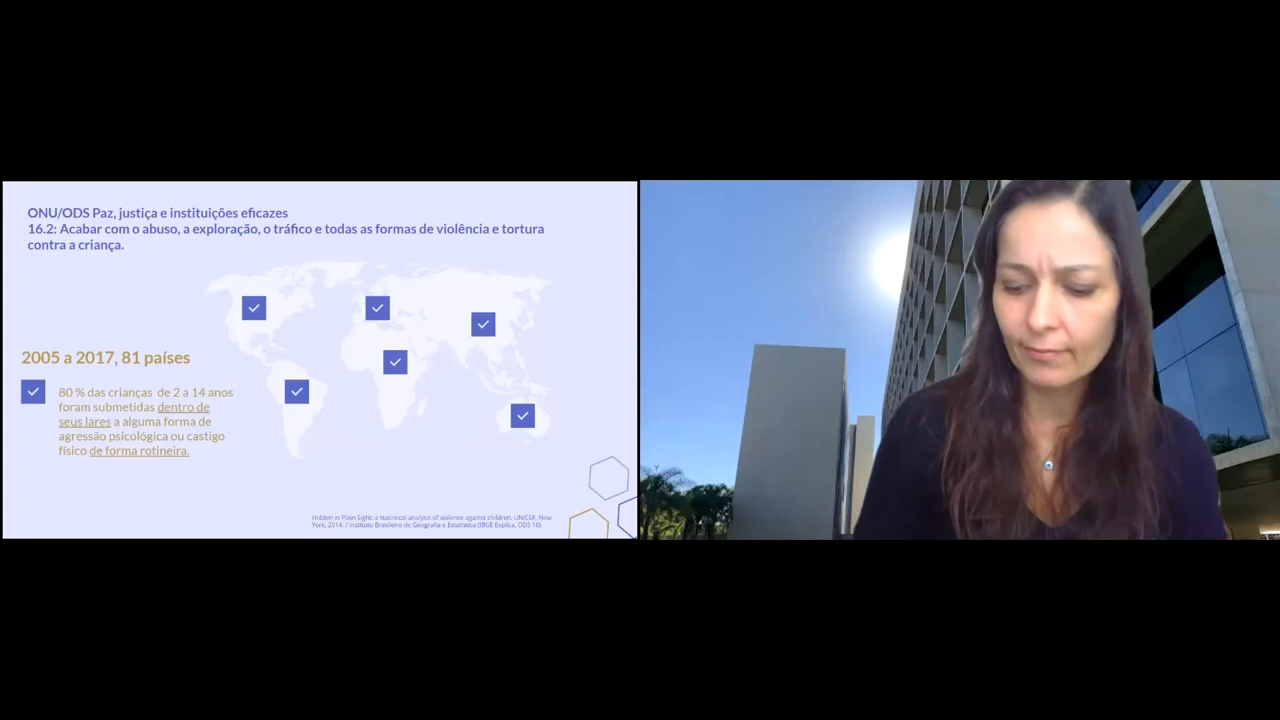 ONU/ODS Paz, justiça e instituições eficazes
16.2: Acabar com o abuso, a exploração, o tráfico e todas as formas de violência e tortura
contra a criança.
2005 a 2017, 81 países
80 % das crianças de 2 a 14 anos
foram submetidas dentro de
seus lares a alguma forma de
agressão psicológica ou castigo
físico de forma rotineira.
Hidden in Plain Sight: a statistical analysis of violence against children, UNICEF, New
York, 2014. / Instituto Brasileiro de Geografia e Estatística (IBGE Explica, ODS 16)